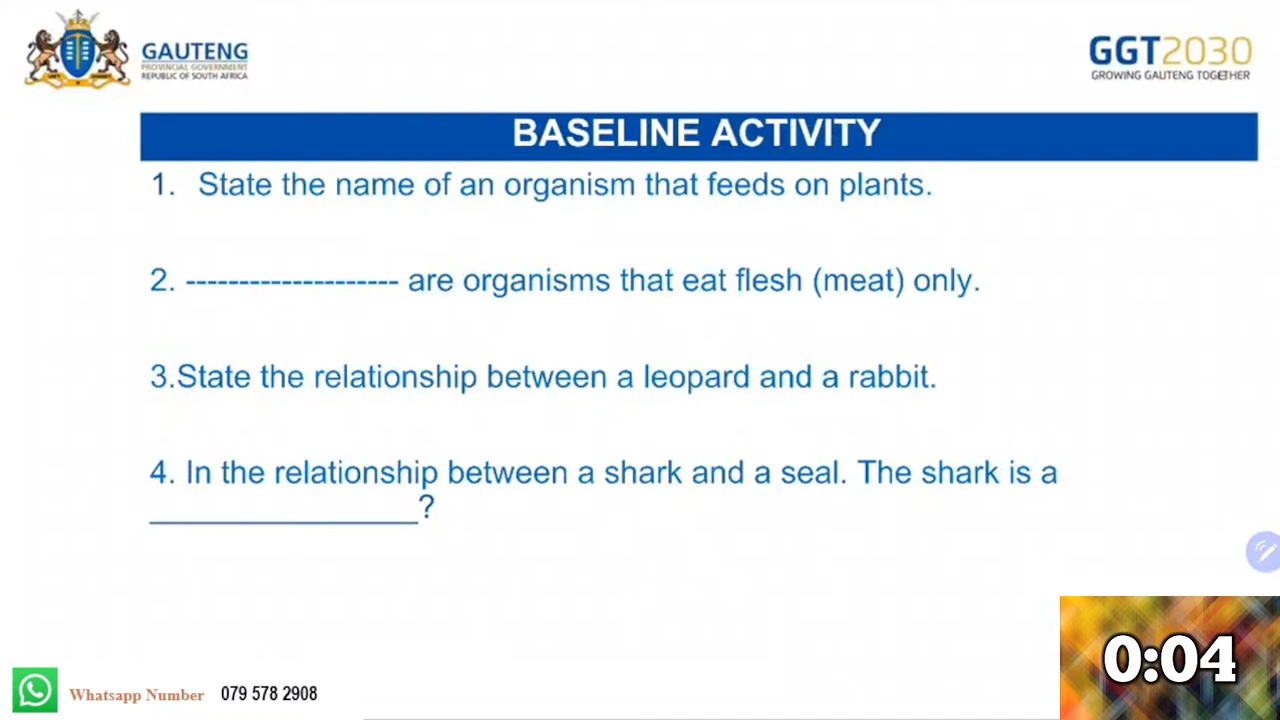 GAUTENG
PROVINCIAL GOVERNMENT
REPUBLIC OF SOUTH AFRICA
GGT2030
GROWING GAUTENG TOGETHER
BASELINE ACTIVITY
1. State the name of an organism that feeds on plants.
2. -------------------- are organisms that eat flesh (meat) only.
3.State the relationship between a leopard and a rabbit.
4. In the relationship between a shark and a seal. The shark is a
________________?
0:04
Whatsapp Number 079 578 2908